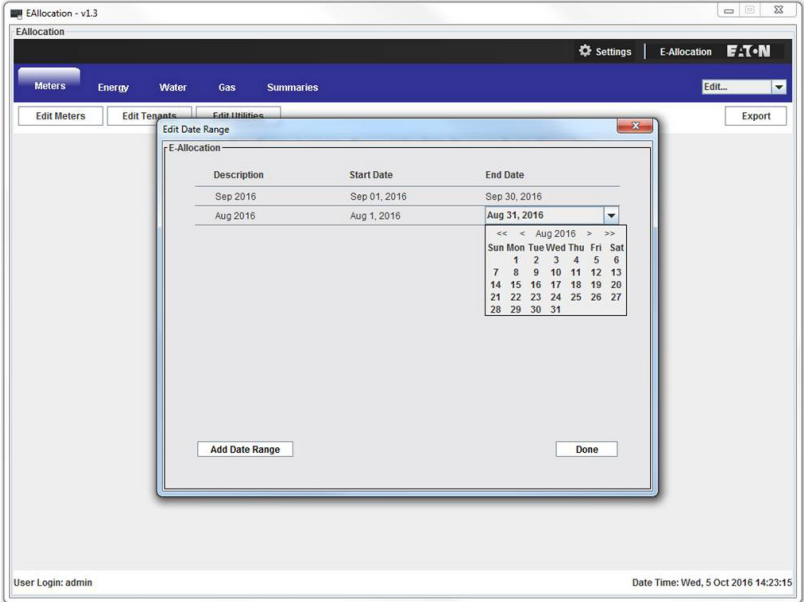 EAllocation - v1.3
EAllocation
Settings E-Allocation EATON
Meters Energy Water Gas Summaries Edit...
Edit Meters Edit Tenants Edit Utilities Export
Edit Date Range
E-Allocation
Description Start Date End Date
Sep 2016 Sep 01, 2016 Sep 30, 2016
Aug 2016 Aug 1, 2016 Aug 31, 2016
<< < Aug 2016 > >>
Sun Mon Tue Wed Thu Fri Sat
1 2 3 4 5 6
7 8 9 10 11 12 13
14 15 16 17 18 19 20
21 22 23 24 25 26 27
28 29 30 31
Add Date Range Done
User Login: admin Date Time: Wed, 5 Oct 2016 14:23:15